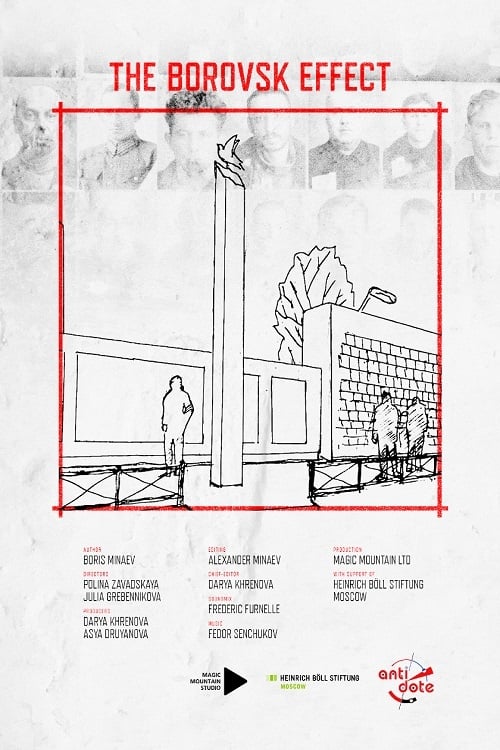 THE BOROVSK EFFECT
AUTHOR
BORIS MINAEV
DIRECTORS
POLINA ZAVADSKAYA
JULIA GREBENNIKOVA
PRODUCERS
DARYA KHRENOVA
ASYA DRUYANOVA
EDITING
ALEXANDER MINAEV
CHIEF-EDITOR
DARYA KHRENOVA
SOUNDMIX
FREDERIC FURNELLE
MUSIC
FEDOR SENCHUKOV
PRODUCTION
MAGIC MOUNTAIN LTD
WITH SUPPORT OF
HEINRICH BÖLL STIFTUNG
MOSCOW
MAGIC
MOUNTAIN
STUDIO
HEINRICH BÖLL STIFTUNG
MOSCOW
anti
dote